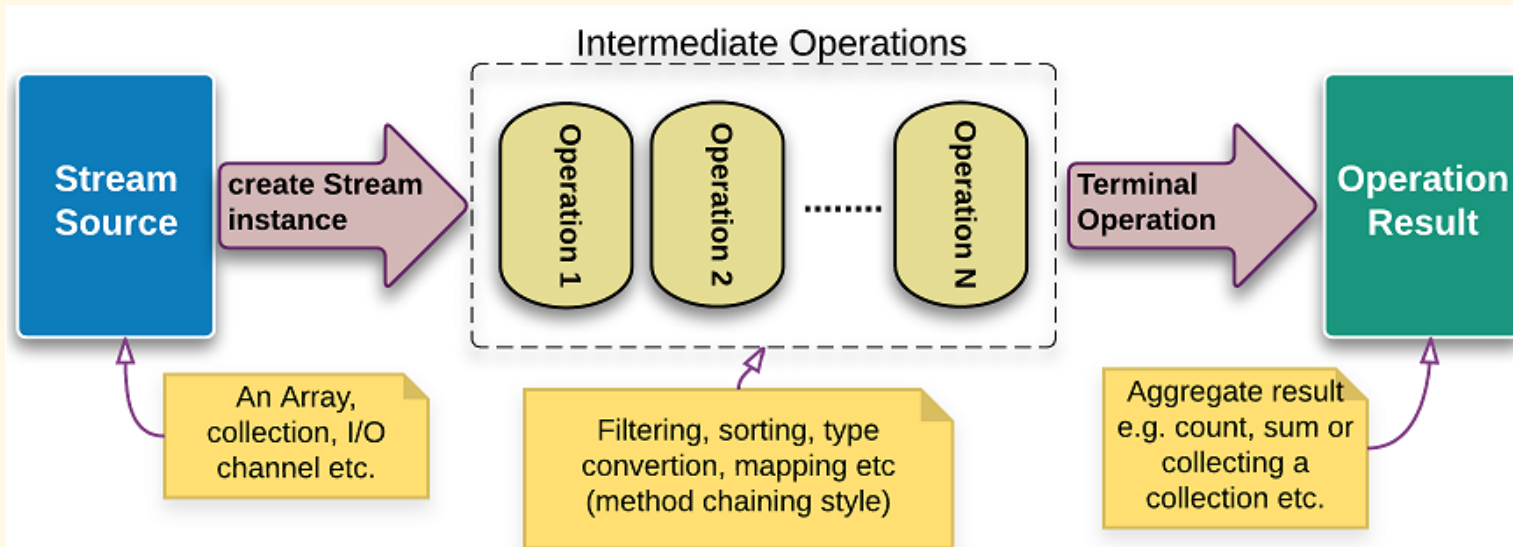 Intermediate Operations
Stream
Source
create Stream
instance
Operation 1
Operation 2
........
Operation N
Terminal
Operation
Operation
Result
An Array,
collection, I/O
channel etc.
Filtering, sorting, type
convertion, mapping etc
(method chaining style)
Aggregate result
e.g. count, sum or
collecting a
collection etc.